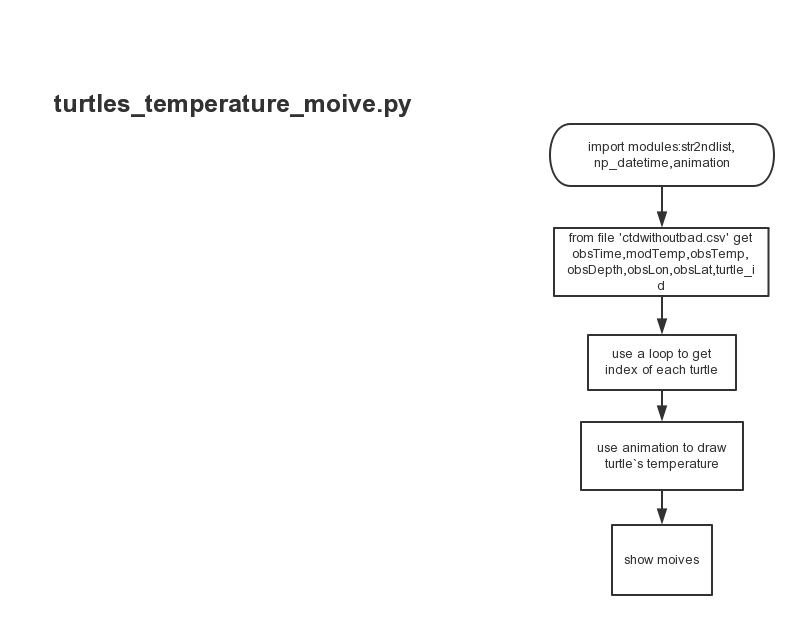 turtles_temperature_moive.py
import modules:str2ndlist,
np_datetime,animation
from file 'ctdwithoutbad.csv' get
obsTime,modTemp,obsTemp,
obsDepth,obsLon,obsLat,turtle_i
d
use a loop to get
index of each turtle
use animation to draw
turtle`s temperature
show moives